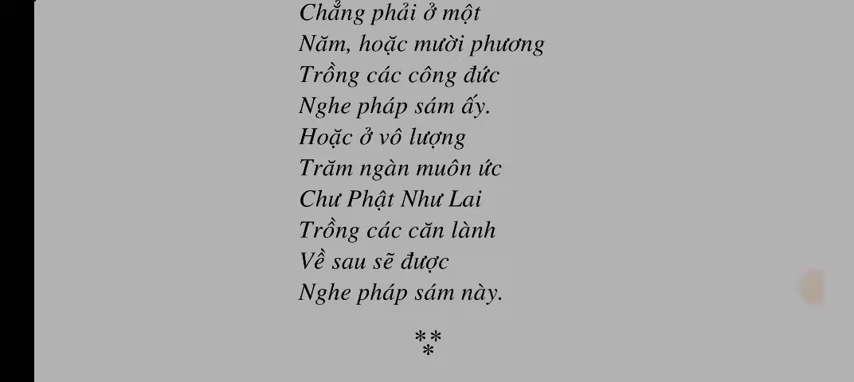 Chẳng phải ở một
Năm, hoặc mười phương
Trồng các công đức
Nghe pháp sám ấy.
Hoặc ở vô lượng
Trăm ngàn muôn ức
Chư Phật Như Lai
Trồng các căn lành
Về sau sẽ được
Nghe pháp sám này.
**
*